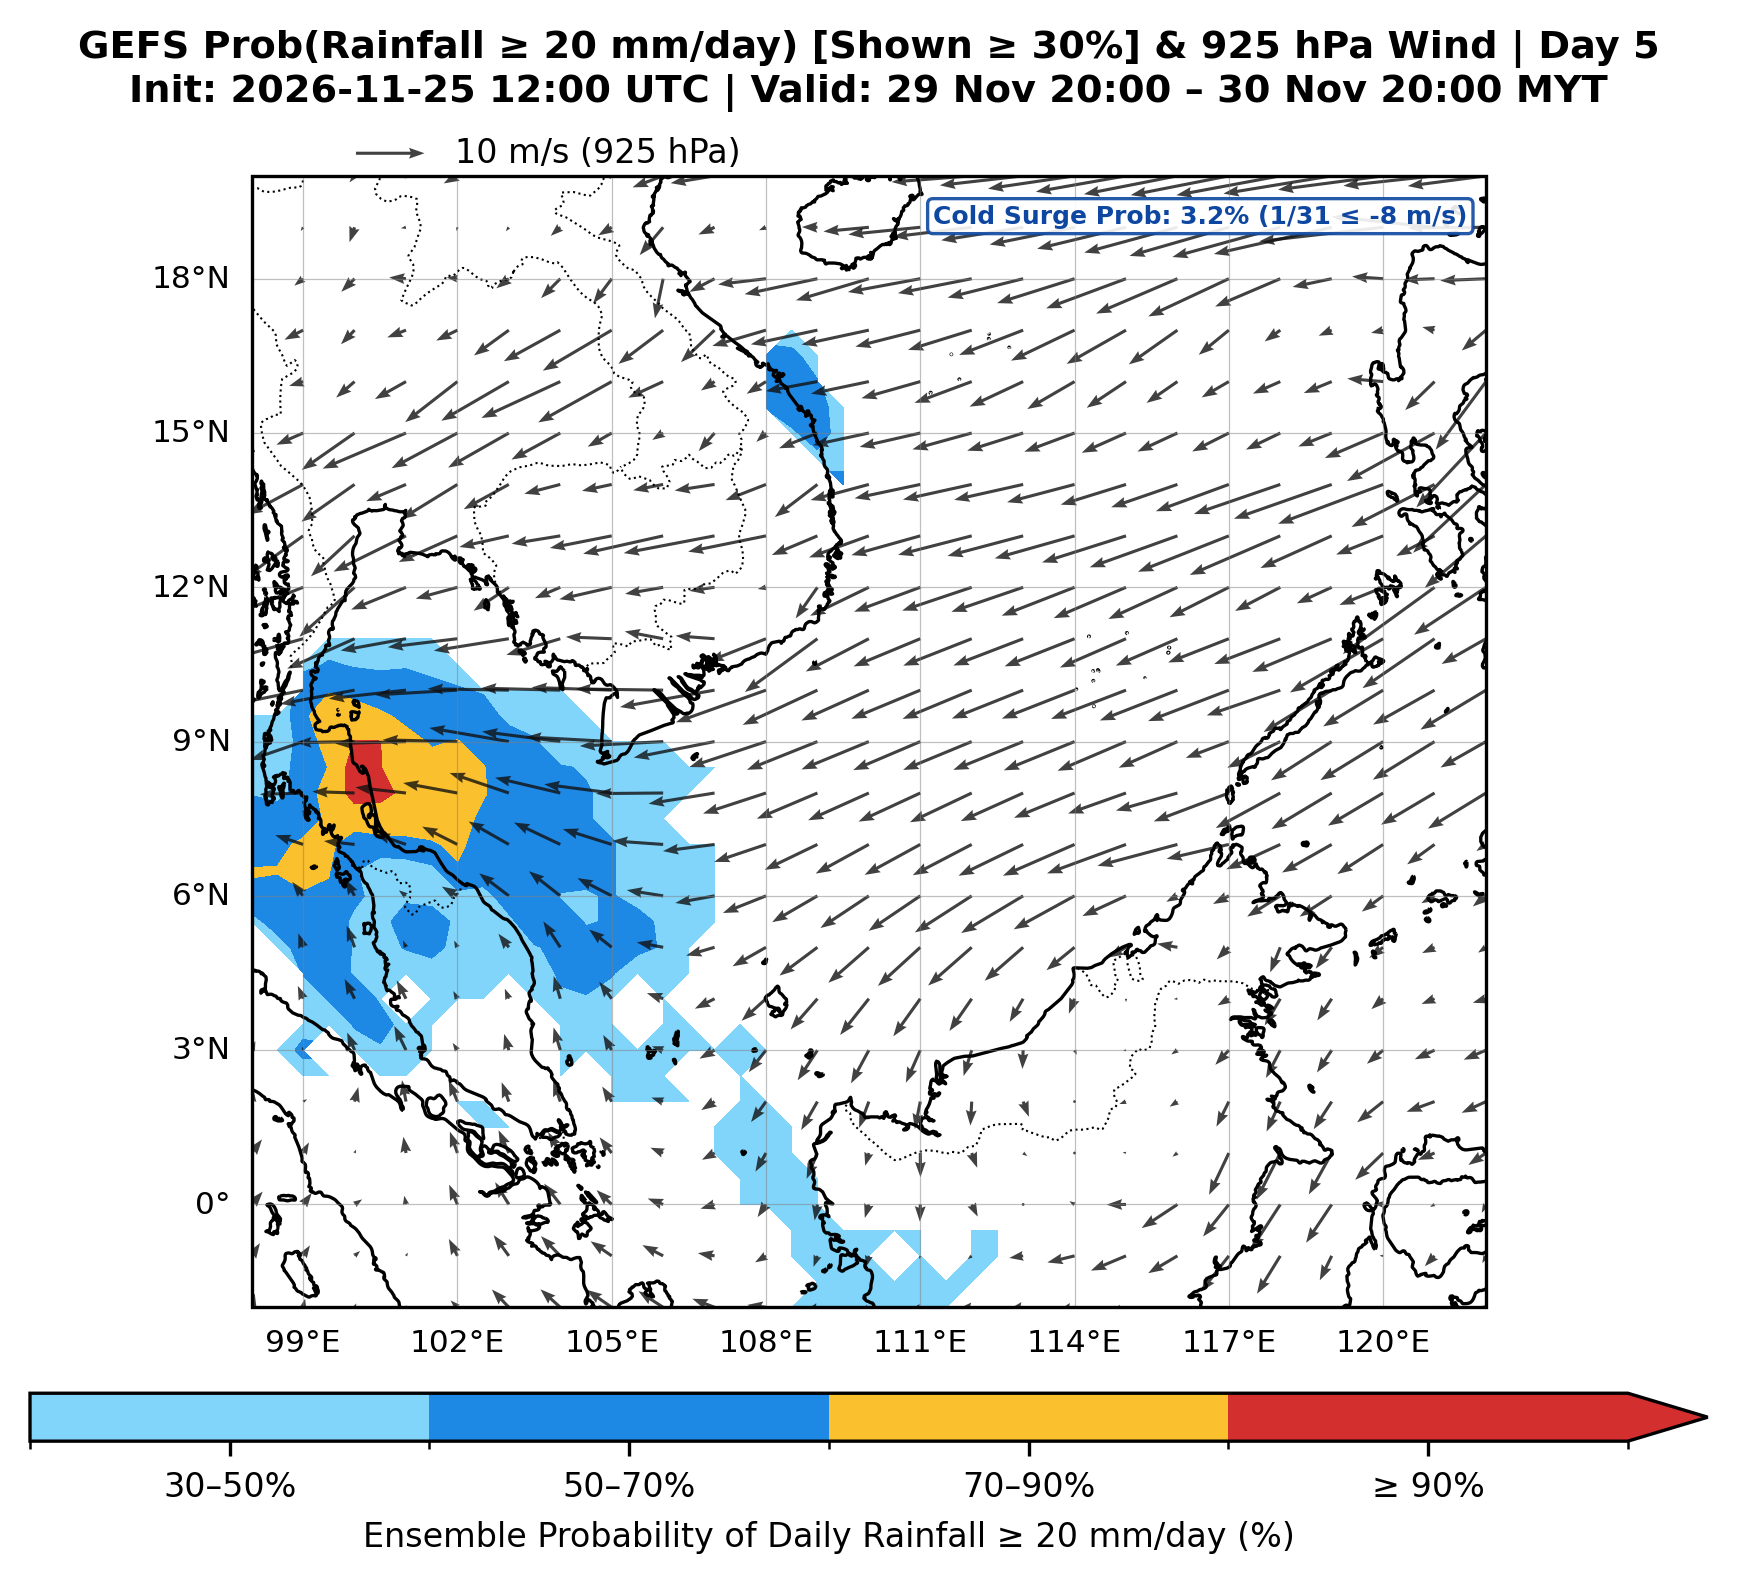 GEFS Prob(Rainfall ≥ 20 mm/day) [Shown ≥ 30%] & 925 hPa Wind | Day 5
Init: 2026-11-25 12:00 UTC | Valid: 29 Nov 20:00 – 30 Nov 20:00 MYT
10 m/s (925 hPa)
Cold Surge Prob: 3.2% (1/31 ≤ -8 m/s)
18°N
15°N
12°N
9°N
6°N
3°N
0°
99°E 102°E 105°E 108°E 111°E 114°E 117°E 120°E
30–50% 50–70% 70–90% ≥ 90%
Ensemble Probability of Daily Rainfall ≥ 20 mm/day (%)